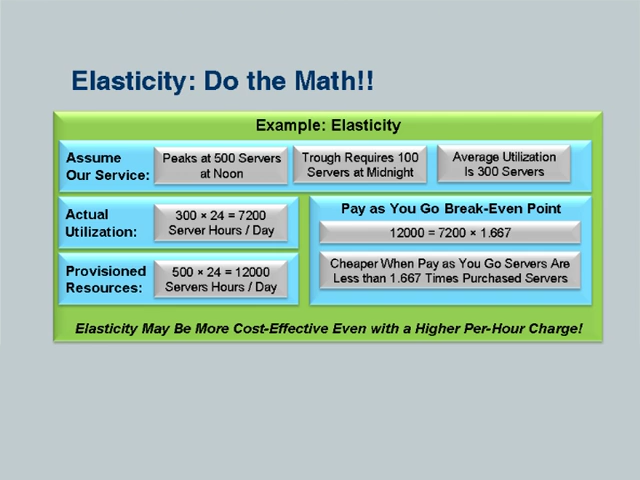 Elasticity: Do the Math!!
Example: Elasticity
Assume
Our Service:
Peaks at 500 Servers
at Noon
Trough Requires 100
Servers at Midnight
Average Utilization
Is 300 Servers
Actual
Utilization:
300 × 24 = 7200
Server Hours / Day
Provisioned
Resources:
500 × 24 = 12000
Servers Hours / Day
Pay as You Go Break-Even Point
12000 = 7200 × 1.667
Cheaper When Pay as You Go Servers Are
Less than 1.667 Times Purchased Servers
Elasticity May Be More Cost-Effective Even with a Higher Per-Hour Charge!